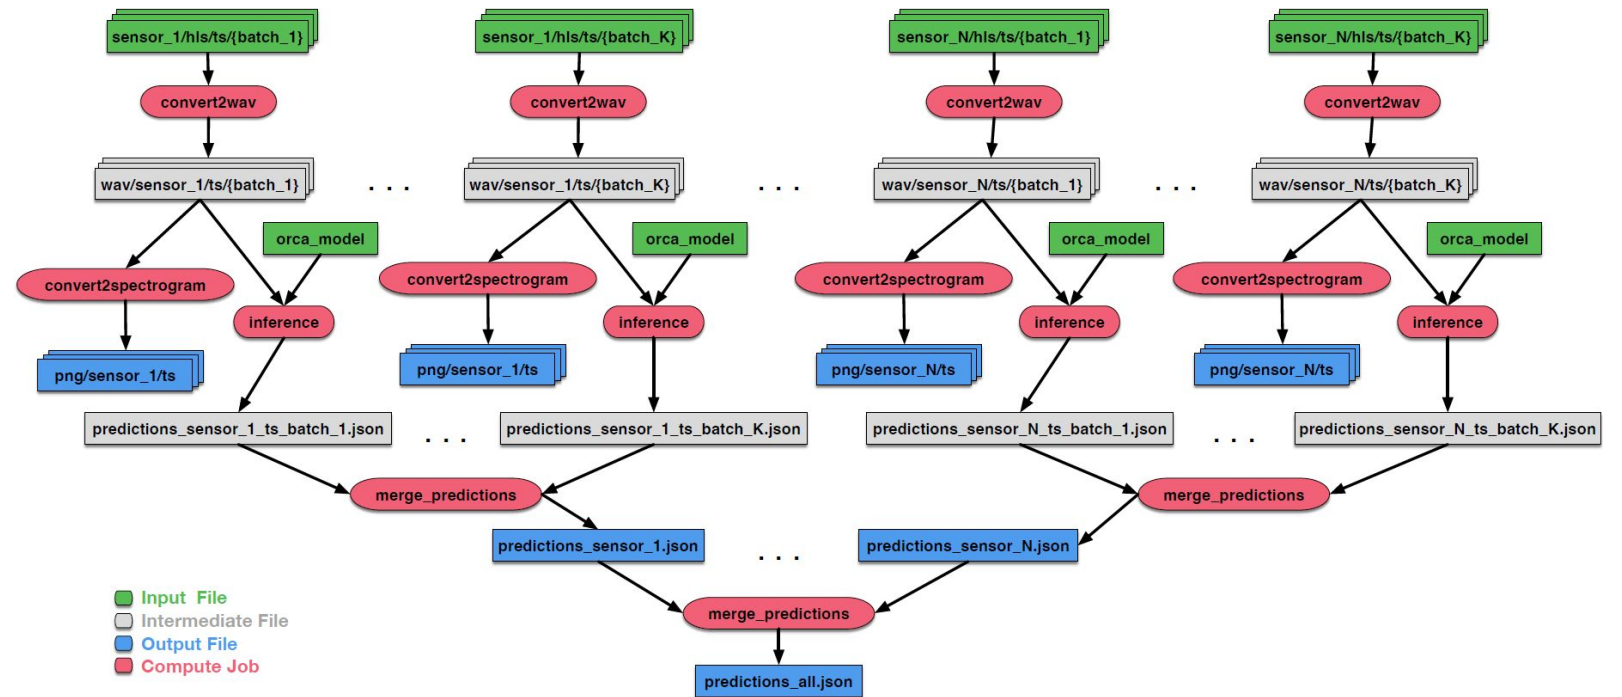 sensor_1/hls/ts/{batch_1}
sensor_1/hls/ts/{batch_K}
sensor_N/hls/ts/{batch_1}
sensor_N/hls/ts/{batch_K}
convert2wav
convert2wav
convert2wav
convert2wav
wav/sensor_1/ts/{batch_1}
. . .
wav/sensor_1/ts/{batch_K}
. . .
wav/sensor_N/ts/{batch_1}
. . .
wav/sensor_N/ts/{batch_K}
orca_model
orca_model
orca_model
orca_model
convert2spectrogram
convert2spectrogram
convert2spectrogram
convert2spectrogram
inference
inference
inference
inference
png/sensor_1/ts
png/sensor_1/ts
png/sensor_N/ts
png/sensor_N/ts
predictions_sensor_1_ts_batch_1.json
. . .
predictions_sensor_1_ts_batch_K.json
predictions_sensor_N_ts_batch_1.json
. . .
predictions_sensor_N_ts_batch_K.json
merge_predictions
merge_predictions
predictions_sensor_1.json
. . .
predictions_sensor_N.json
merge_predictions
predictions_all.json
Input File
Intermediate File
Output File
Compute Job